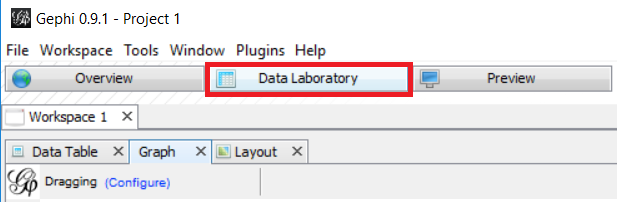 Gephi 0.9.1 - Project 1
File Workspace Tools Window Plugins Help
Overview Data Laboratory Preview
Workspace 1
Data Table Graph Layout
Dragging (Configure)